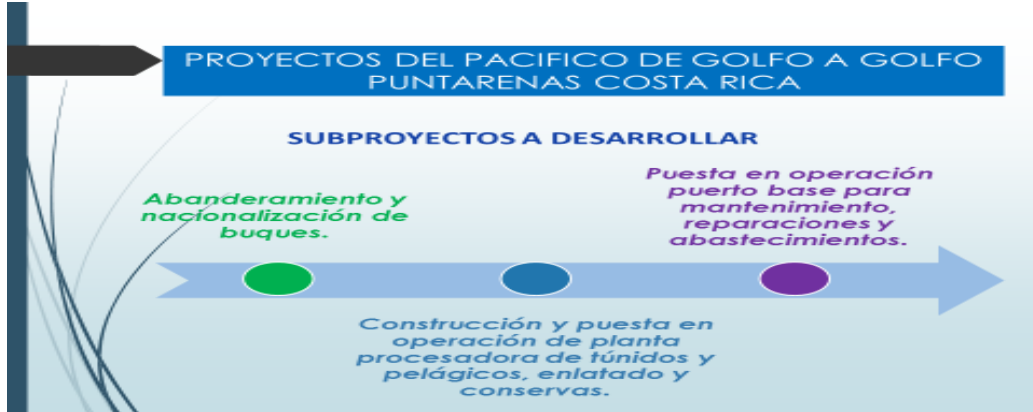 PROYECTOS DEL PACIFICO DE GOLFO A GOLFO
PUNTARENAS COSTA RICA
SUBPROYECTOS A DESARROLLAR
Abanderamiento y
nacionalización de
buques.
Construcción y puesta en
operación de planta
procesadora de túnidos y
pelágicos, enlatado y
conservas.
Puesta en operación
puerto base para
mantenimiento,
reparaciones y
abastecimientos.